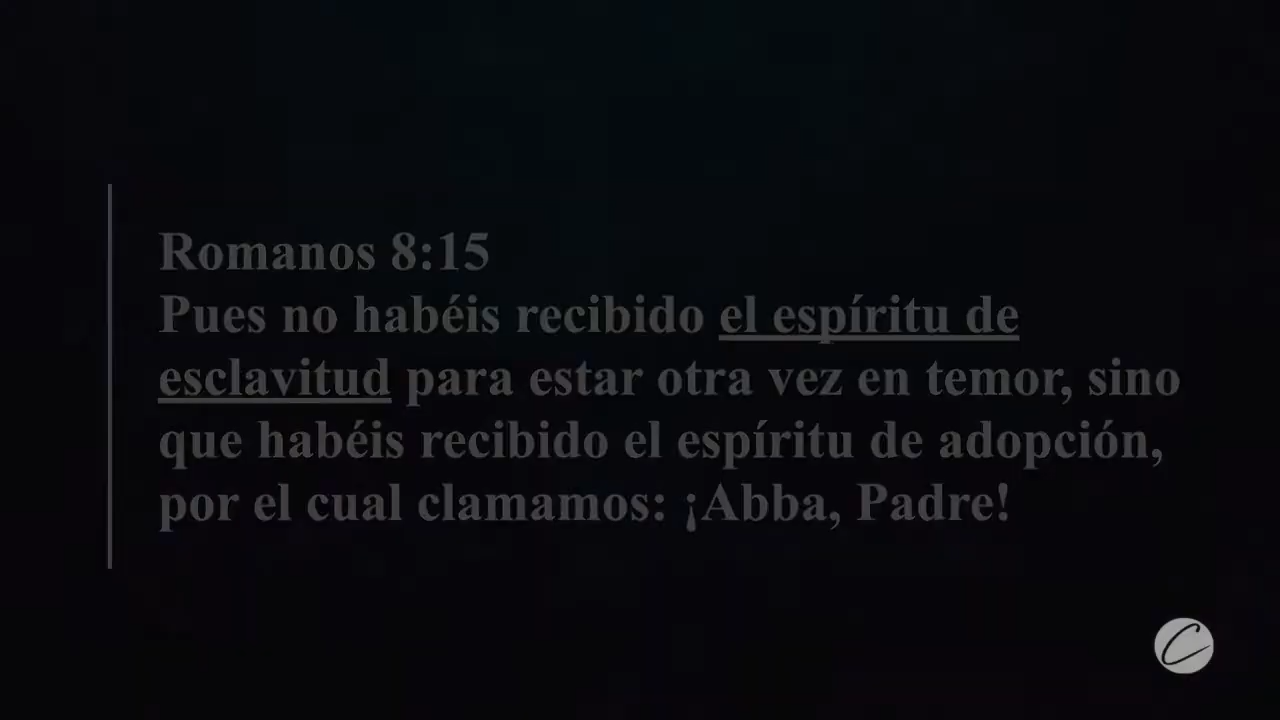 Romanos 8:15
Pues no habéis recibido el espíritu de
esclavitud para estar otra vez en temor, sino
que habéis recibido el espíritu de adopción,
por el cual clamamos: ¡Abba, Padre!
C